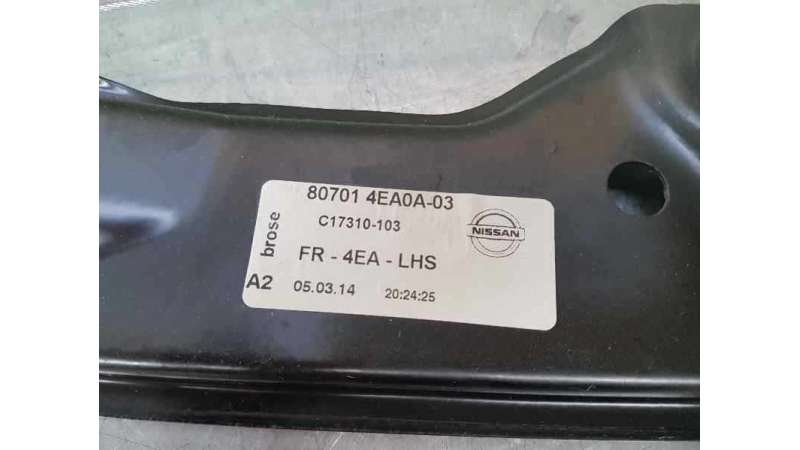 80701 4EA0A-03
C17310-103
NISSAN
brose
FR - 4EA - LHS
A2 05.03.14 20:24:25